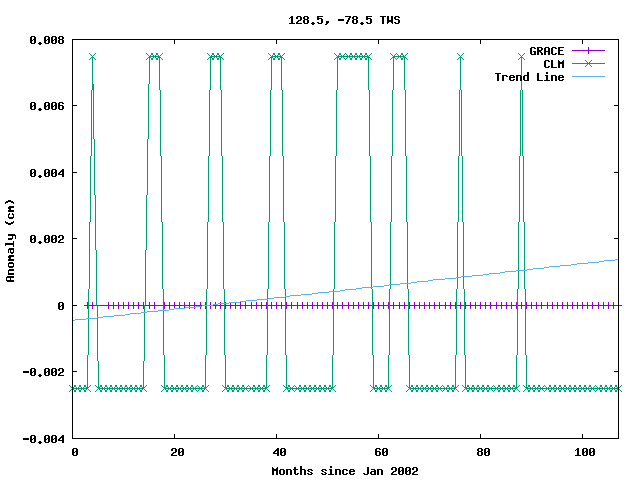 128.5, -78.5 TWS
GRACE
CLM
Trend Line
0.008
0.006
0.004
0.002
0
-0.002
-0.004
Anomaly (cm)
0 20 40 60 80 100
Months since Jan 2002